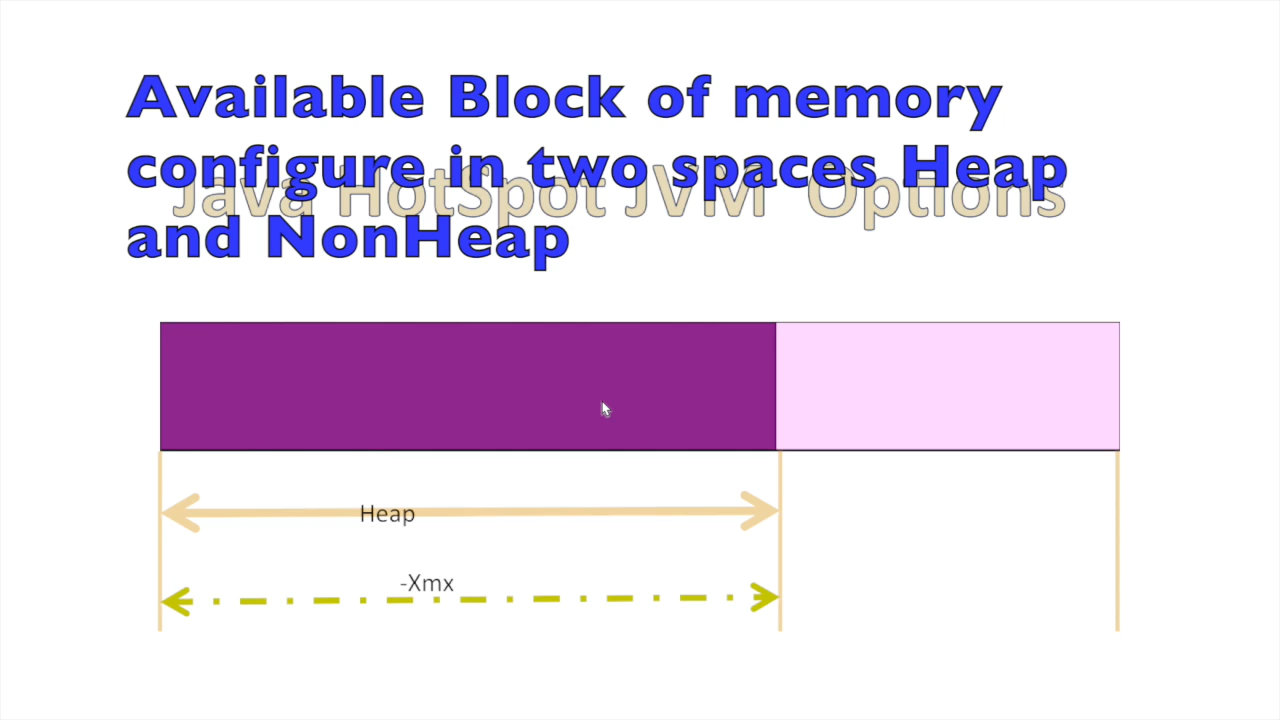 Available Block of memory
configure in two spaces Heap
Java HotSpot JVM Options
and NonHeap
Heap
-Xmx